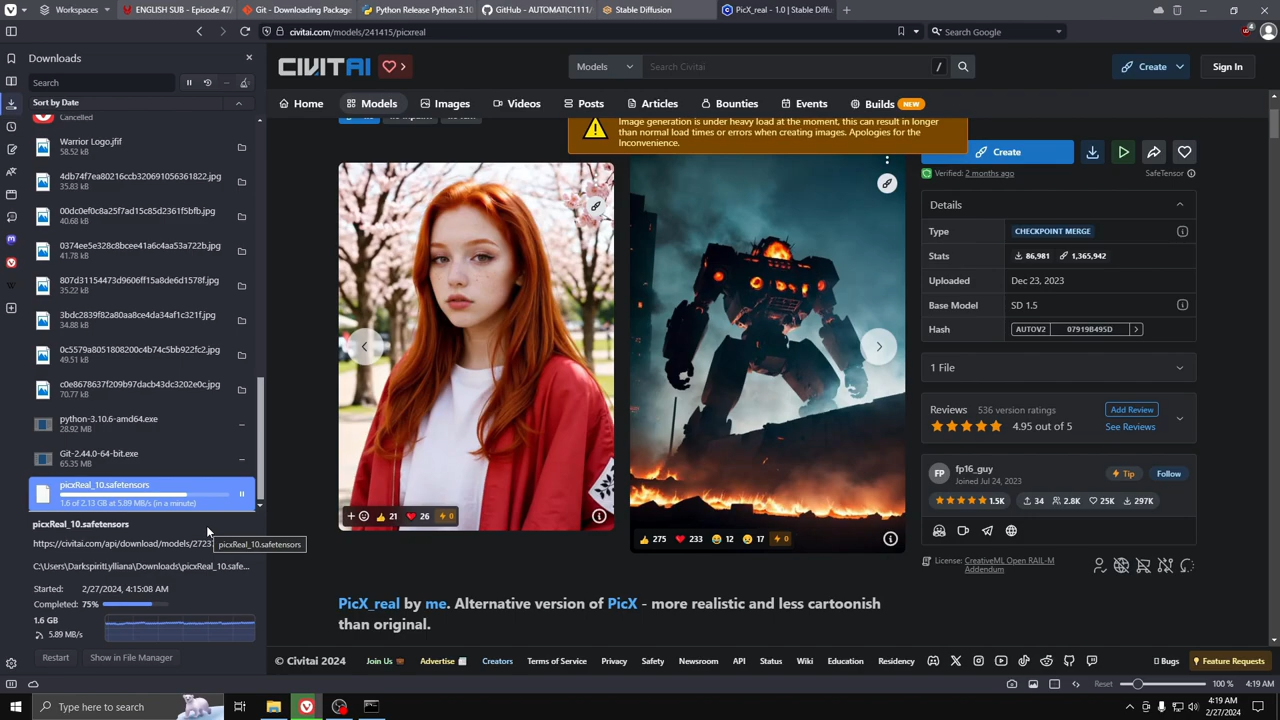 Workspaces
ENGLISH SUB - Episode 47/
Git - Downloading Package
Python Release Python 3.10.
GitHub - AUTOMATIC1111/
Stable Diffusion
PicX_real - 1.0 | Stable Diffu
civitai.com/models/241415/picxreal
Search Google
4
Downloads
Search
Sort by Date
Cancelled
Warrior Logo.jfif
58.52 kB
4db74f7ea80216ccb320691056361822.jpg
35.83 kB
00dc0ef0c8a25f7ad15c85d2361f5bfb.jpg
40.68 kB
0374ee5e328c8bcee41a6c4aa53a722b.jpg
41.78 kB
807d31154473d9606ff15a8de6d1578f.jpg
35.22 kB
3bdc2835f82a80aa8ce4da34af1c321f.jpg
34.88 kB
0c5579a8051808200c4b74c5bb922fc2.jpg
49.51 kB
c0e8678637f209b97dacb43dc3202e0c.jpg
70.77 kB
python-3.10.6-amd64.exe
28.92 MB
Git-2.44.0-64-bit.exe
65.35 MB
picxReal_10.safetensors
1.6 of 2.13 GB at 5.89 MB/s (in a minute)
picxReal_10.safetensors
https://civitai.com/api/download/models/2723
picxReal_10.safetensors
C:\Users\DarkspiritLylliana\Downloads\picxReal_10.safe...
Started:
2/27/2024, 4:15:08 AM
Completed: 75%
1.6 GB
5.89 MB/s
Restart
Show in File Manager
CIVITAI
Models
Search Civitai
/
Create
Sign In
Home
Models
Images
Videos
Posts
Articles
Bounties
Events
Builds NEW
Image generation is under heavy load at the moment, this can result in longer
than normal load times or errors when creating images. Apologies for the
Inconvenience.
21
26
0
275
233
12
17
0
Create
Verified: 2 months ago
SafeTensor
Details
Type
CHECKPOINT MERGE
Stats
86,981
1,365,942
Uploaded
Dec 23, 2023
Base Model
SD 1.5
Hash
AUTOV2
07919B495D
1 File
Reviews
536 version ratings
4.95 out of 5
Add Review
See Reviews
FP
fp16_guy
Joined Jul 24, 2023
Tip
Follow
1.5K
34
2.8K
25K
297K
License: CreativeML Open RAIL-M
Addendum
PicX_real by me. Alternative version of PicX - more realistic and less cartoonish
than original.
© Civitai 2024
Join Us
Advertise
Creators
Terms of Service
Privacy
Safety
Newsroom
API
Status
Wiki
Education
Residency
Bugs
Feature Requests
Reset
100 %
4:19 AM
Type here to search
4:19 AM
2/27/2024